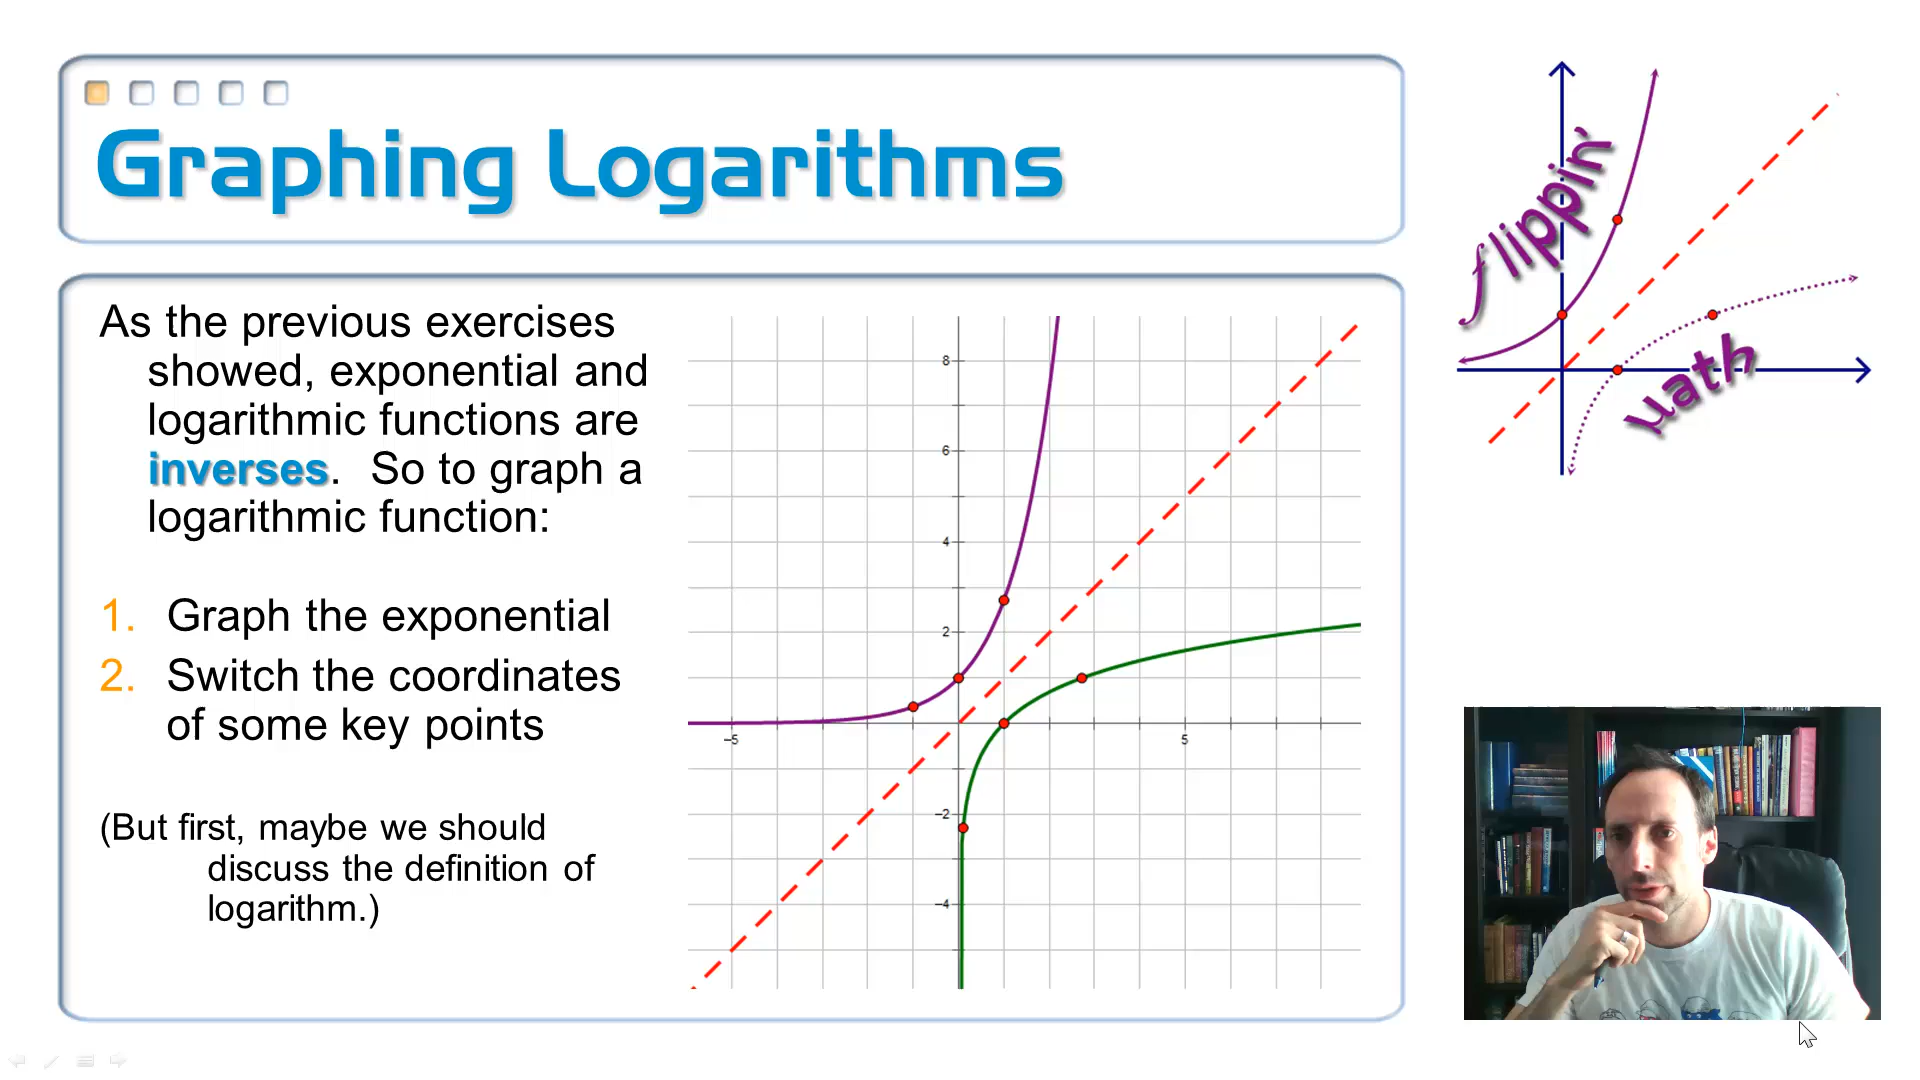 Graphing Logarithms
flippin'
math
As the previous exercises
showed, exponential and
logarithmic functions are
inverses. So to graph a
logarithmic function:
1. Graph the exponential
2. Switch the coordinates
of some key points
(But first, maybe we should
discuss the definition of
logarithm.)
8
6
4
2
-5
5
-2
-4